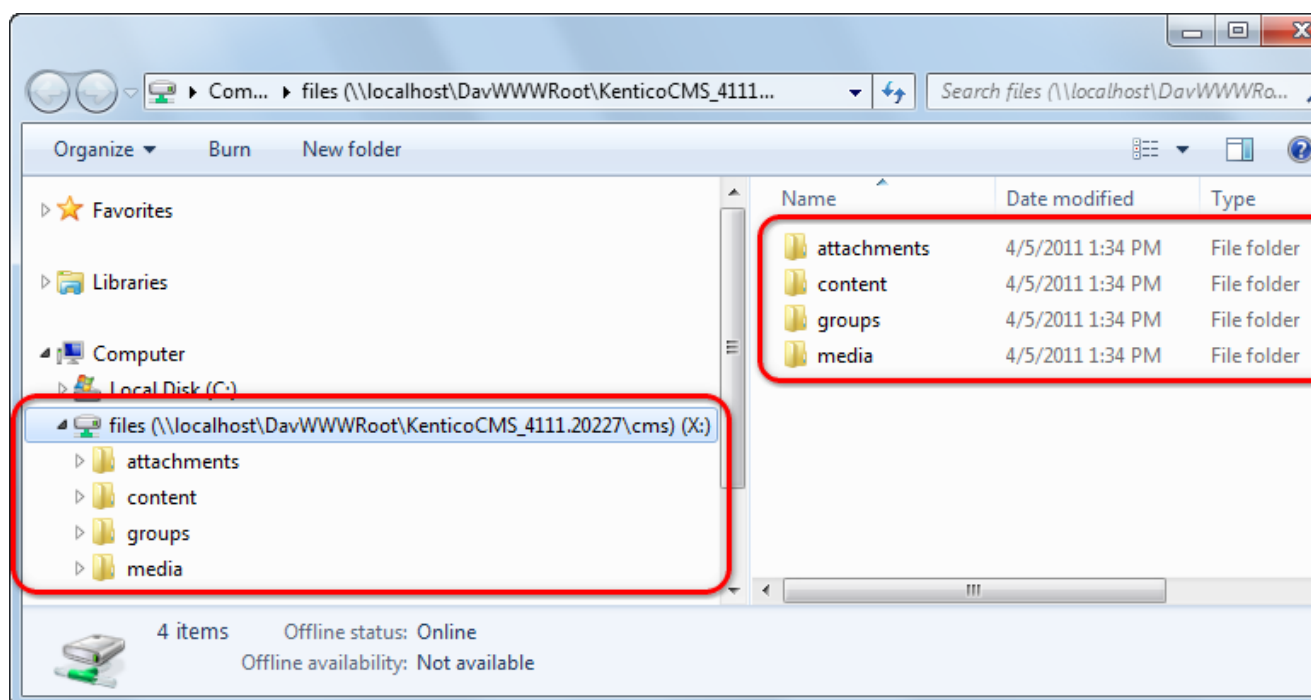 Com... files (\\localhost\DavWWWRoot\KenticoCMS_4111... Search files (\\localhost\DavWWWRo...
Organize Burn New folder
Favorites
Libraries
Computer
Local Disk (C:)
files (\\localhost\DavWWWRoot\KenticoCMS_4111.20227\cms) (X:)
attachments
content
groups
media
Name Date modified Type
attachments 4/5/2011 1:34 PM File folder
content 4/5/2011 1:34 PM File folder
groups 4/5/2011 1:34 PM File folder
media 4/5/2011 1:34 PM File folder
4 items Offline status: Online
Offline availability: Not available